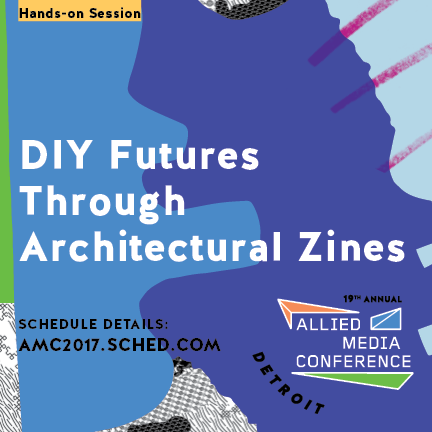 Hands-on Session
DIY Futures
Through
Architectural Zines
SCHEDULE DETAILS:
AMC2017.SCHED.COM
19TH ANNUAL
ALLIED
MEDIA
CONFERENCE
DETROIT